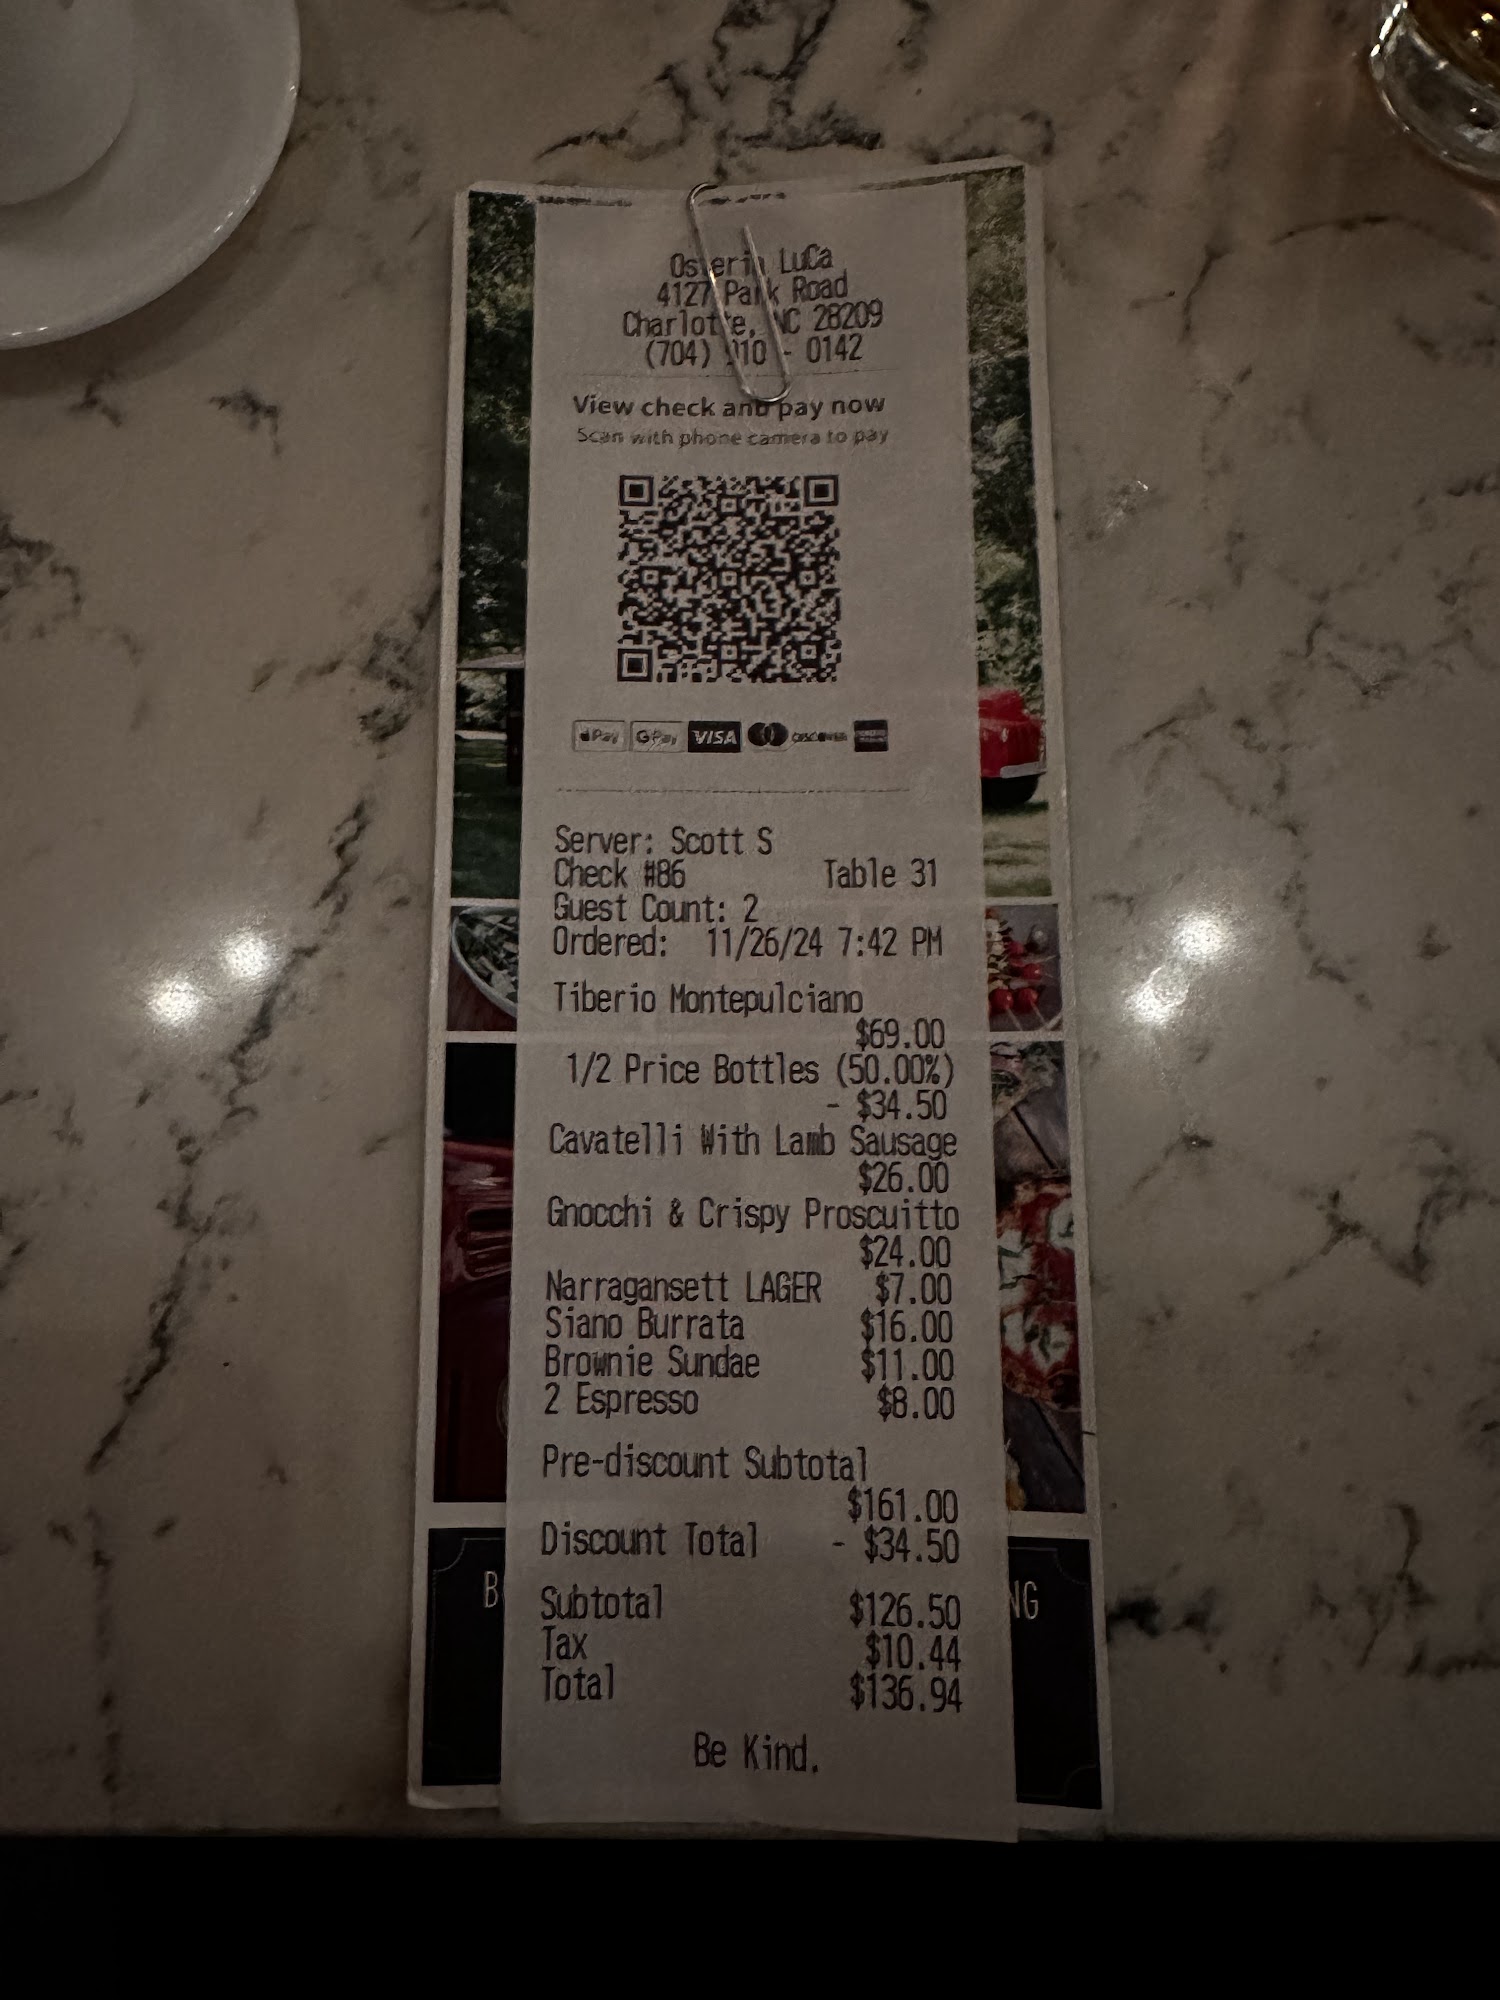 Osteria LuCa
4127 Park Road
Charlotte, NC 28209
(704) 910 - 0142
View check and pay now
Scan with phone camera to pay
Pay GPay VISA DISCOVER
Server: Scott S
Check #86 Table 31
Guest Count: 2
Ordered: 11/26/24 7:42 PM
Tiberio Montepulciano
$69.00
1/2 Price Bottles (50.00%)
- $34.50
Cavatelli With Lamb Sausage
$26.00
Gnocchi & Crispy Proscuitto
$24.00
Narragansett LAGER $7.00
Siano Burrata $16.00
Brownie Sundae $11.00
2 Espresso $8.00
Pre-discount Subtotal
$161.00
Discount Total - $34.50
Subtotal $126.50
Tax $10.44
Total $136.94
Be Kind.